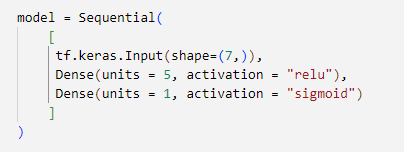 model = Sequential(
[
tf.keras.Input(shape=(7,)),
Dense(units = 5, activation = "relu"),
Dense(units = 1, activation = "sigmoid")
]
)